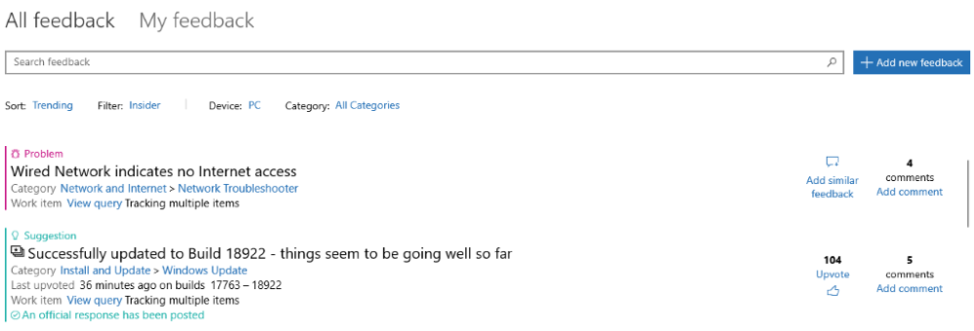 All feedback My feedback
Search feedback
Add new feedback
Sort: Trending Filter: Insider Device: PC Category: All Categories
Problem
Wired Network indicates no Internet access
Category Network and Internet > Network Troubleshooter
Work item View query Tracking multiple items
Add similar feedback
4 comments
Add comment
Suggestion
Successfully updated to Build 18922 - things seem to be going well so far
Category Install and Update > Windows Update
Last upvoted 36 minutes ago on builds 17763 – 18922
Work item View query Tracking multiple items
An official response has been posted
104
Upvote
5
comments
Add comment